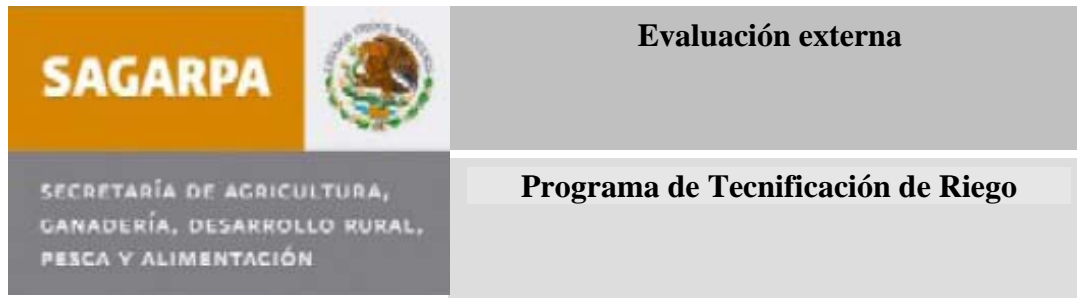 SAGARPA
SECRETARÍA DE AGRICULTURA,
GANADERÍA, DESARROLLO RURAL,
PESCA Y ALIMENTACIÓN
Evaluación externa
Programa de Tecnificación de Riego